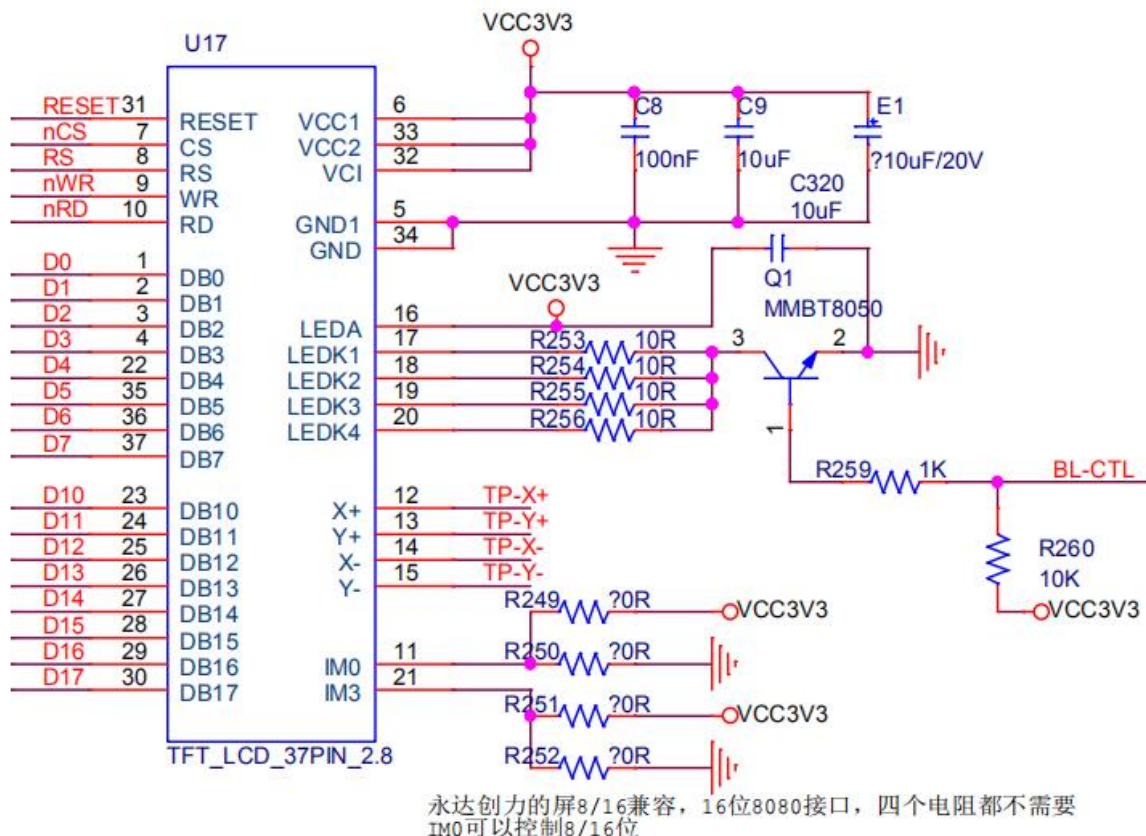 VCC3V3
U17
RESET 31 RESET VCC1 6
nCS 7 CS VCC2 33
RS 8 RS VCI 32
nWR 9 WR
nRD 10 RD GND1 5
GND 34
C8
100nF
C9
10uF
E1
?10uF/20V
C320
10uF
D0 1 DB0
D1 2 DB1
D2 3 DB2
D3 4 DB3
D4 22 DB4
D5 35 DB5
D6 36 DB6
D7 37 DB7
VCC3V3
LEDA 16
LEDK1 17 R253 10R
LEDK2 18 R254 10R
LEDK3 19 R255 10R
LEDK4 20 R256 10R
Q1
MMBT8050
3 2
1
R259 1K BL-CTL
R260
10K
VCC3V3
D10 23 DB10
D11 24 DB11
D12 25 DB12
D13 26 DB13
D14 27 DB14
D15 28 DB15
D16 29 DB16
D17 30 DB17
X+ 12 TP-X+
Y+ 13 TP-Y+
X- 14 TP-X-
Y- 15 TP-Y-
R249 ?0R VCC3V3
IM0 11 R250 ?0R
IM3 21
R251 ?0R VCC3V3
R252 ?0R
TFT_LCD_37PIN_2.8
永达创力的屏8/16兼容，16位8080接口，四个电阻都不需要
IM0可以控制8/16位